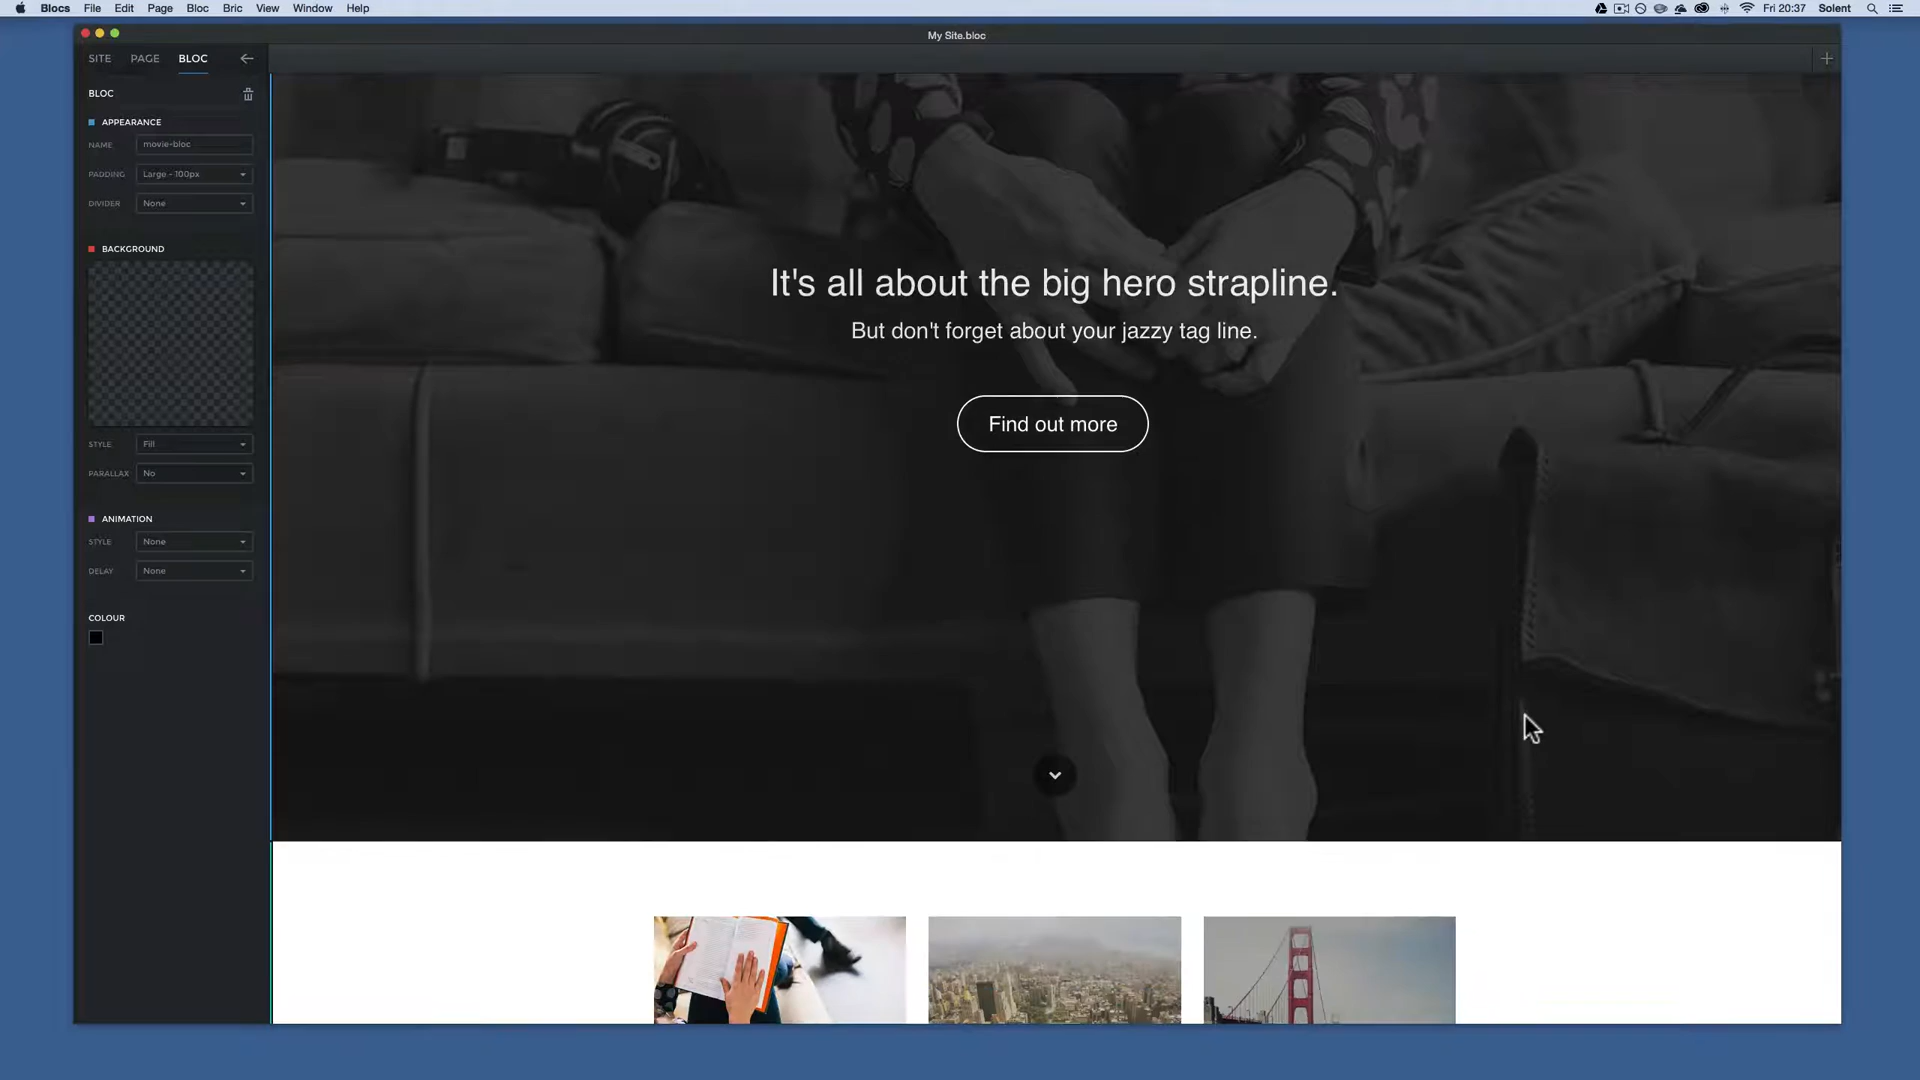 Blocs File Edit Page Bloc Bric View Window Help Fri 20:37 Solent
My Site.bloc
SITE PAGE BLOC
BLOC
APPEARANCE
NAME movie-bloc
PADDING Large - 100px
DIVIDER None
BACKGROUND
STYLE Fill
PARALLAX No
ANIMATION
STYLE None
DELAY None
COLOUR
It's all about the big hero strapline.
But don't forget about your jazzy tag line.
Find out more